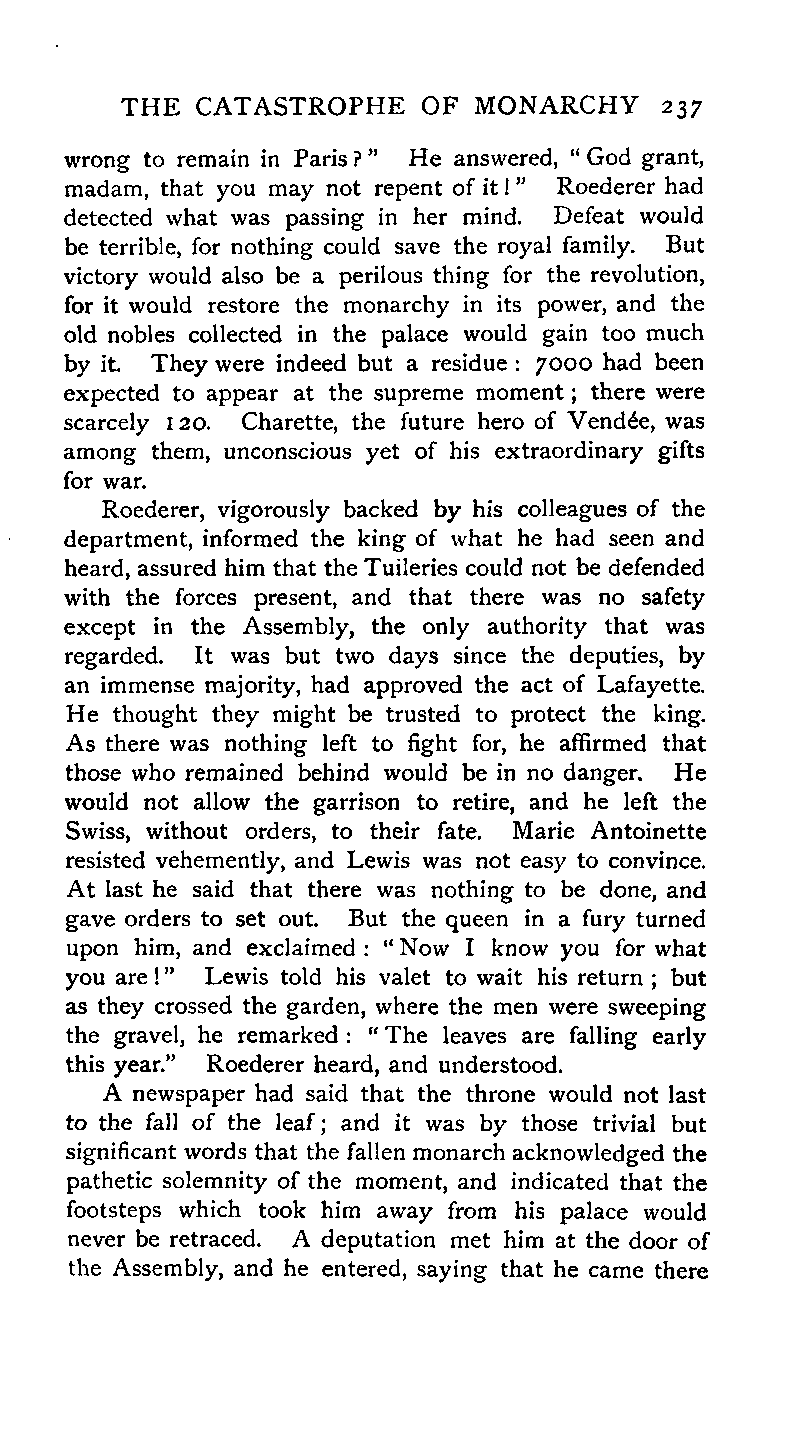 THE CATASTROPHE OF MONARCHY 237
wrong to remain in Paris?" He answered, "God grant,
madam, that you may not repent of it!" Roederer had
detected what was passing in her mind. Defeat would
be terrible, for nothing could save the royal family. But
victory would also be a perilous thing for the revolution,
for it would restore the monarchy in its power, and the
old nobles collected in the palace would gain too much
by it. They were indeed but a residue: 7000 had been
expected to appear at the supreme moment; there were
scarcely 120. Charette, the future hero of Vendée, was
among them, unconscious yet of his extraordinary gifts
for war.
Roederer, vigorously backed by his colleagues of the
department, informed the king of what he had seen and
heard, assured him that the Tuileries could not be defended
with the forces present, and that there was no safety
except in the Assembly, the only authority that was
regarded. It was but two days since the deputies, by
an immense majority, had approved the act of Lafayette.
He thought they might be trusted to protect the king.
As there was nothing left to fight for, he affirmed that
those who remained behind would be in no danger. He
would not allow the garrison to retire, and he left the
Swiss, without orders, to their fate. Marie Antoinette
resisted vehemently, and Lewis was not easy to convince.
At last he said that there was nothing to be done, and
gave orders to set out. But the queen in a fury turned
upon him, and exclaimed: "Now I know you for what
you are!" Lewis told his valet to wait his return; but
as they crossed the garden, where the men were sweeping
the gravel, he remarked: "The leaves are falling early
this year." Roederer heard, and understood.
A newspaper had said that the throne would not last
to the fall of the leaf; and it was by those trivial but
significant words that the fallen monarch acknowledged the
pathetic solemnity of the moment, and indicated that the
footsteps which took him away from his palace would
never be retraced. A deputation met him at the door of
the Assembly, and he entered, saying that he came there